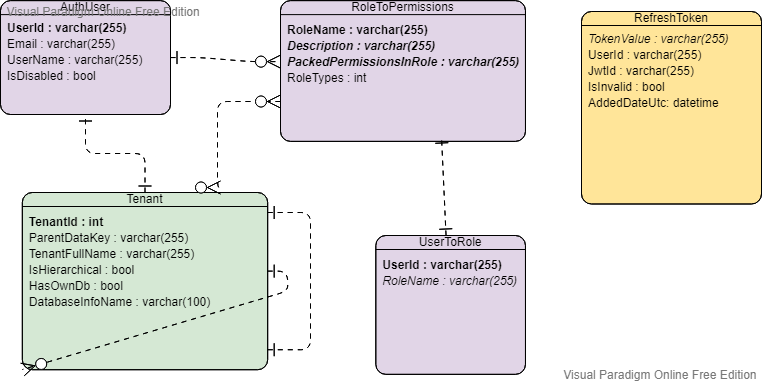 Visual Paradigm Online Free Edition
AuthUser
UserId : varchar(255)
Email : varchar(255)
UserName : varchar(255)
IsDisabled : bool
RoleToPermissions
RoleName : varchar(255)
Description : varchar(255)
PackedPermissionsInRole : varchar(255)
RoleTypes : int
RefreshToken
TokenValue : varchar(255)
UserId : varchar(255)
JwtId : varchar(255)
IsInvalid : bool
AddedDateUtc: datetime
Tenant
TenantId : int
ParentDataKey : varchar(255)
TenantFullName : varchar(255)
IsHierarchical : bool
HasOwnDb : bool
DatabaseInfoName : varchar(100)
UserToRole
UserId : varchar(255)
RoleName : varchar(255)
Visual Paradigm Online Free Edition